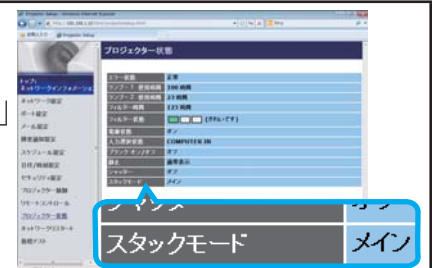 プロジェクター状態
エラー状態 正常
ランプ-1 使用時間 100 時間
ランプ-2 使用時間 23 時間
フィルター時間 123 時間
フィルター状態
電源状態 オン
入力選択状態 COMPUTER IN
ブランク オン/オフ オフ
静止 通常表示
シャッター オフ
スタックモード メイン
トップ:
ネットワークインフォメーション
ネットワーク設定
ポート設定
メール設定
障害通知設定
スケジュール設定
日付/時刻設定
セキュリティ設定
プロジェクター制御
リモートコントロール
プロジェクター状態
ネットワークリスタート
スタックモード メイン